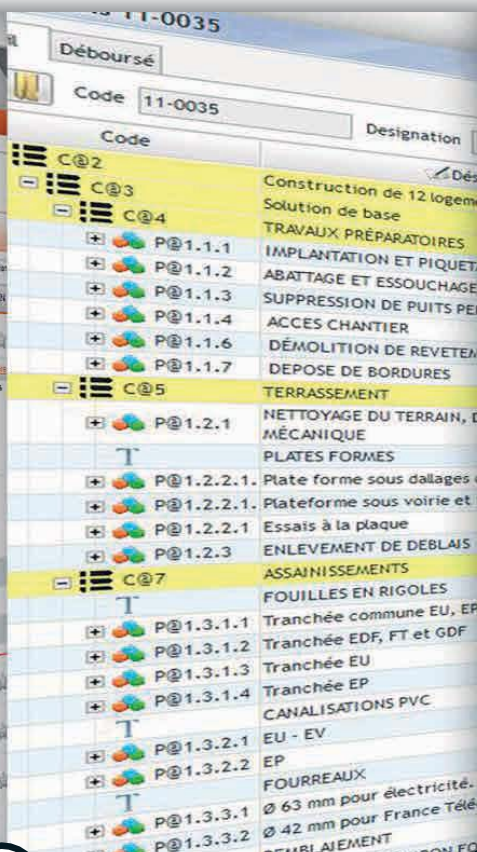 11-0035
Déboursé
Code 11-0035 Designation
Code
C@2 Construction de 12
C@3 Solution de base
C@4 TRAVAUX PRÉPARATOIRES
P@1.1.1 IMPLANTATION ET
P@1.1.2 ABATTAGE ET ESSOUCHAGE
P@1.1.3 SUPPRESSION DE PUITS
P@1.1.4 ACCES CHANTIER
P@1.1.6 DÉMOLITION DE
P@1.1.7 DEPOSE DE BORDURES
C@5 TERRASSEMENT
P@1.2.1 NETTOYAGE DU TERRAIN,
MÉCANIQUE
T PLATES FORMES
P@1.2.2.1. Plate forme sous dallages
P@1.2.2.1. Plateforme sous voirie et
P@1.2.2.1 Essais à la plaque
P@1.2.3 ENLEVEMENT DE DEBLAIS
C@7 ASSAINISSEMENTS
T FOUILLES EN RIGOLES
P@1.3.1.1 Tranchée commune EU, EP
P@1.3.1.2 Tranchée EDF, FT et GDF
P@1.3.1.3 Tranchée EU
P@1.3.1.4 Tranchée EP
T CANALISATIONS PVC
P@1.3.2.1 EU - EV
P@1.3.2.2 EP
T FOURREAUX
P@1.3.3.1 Ø 63 mm pour électricité.
P@1.3.3.2 Ø 42 mm pour France